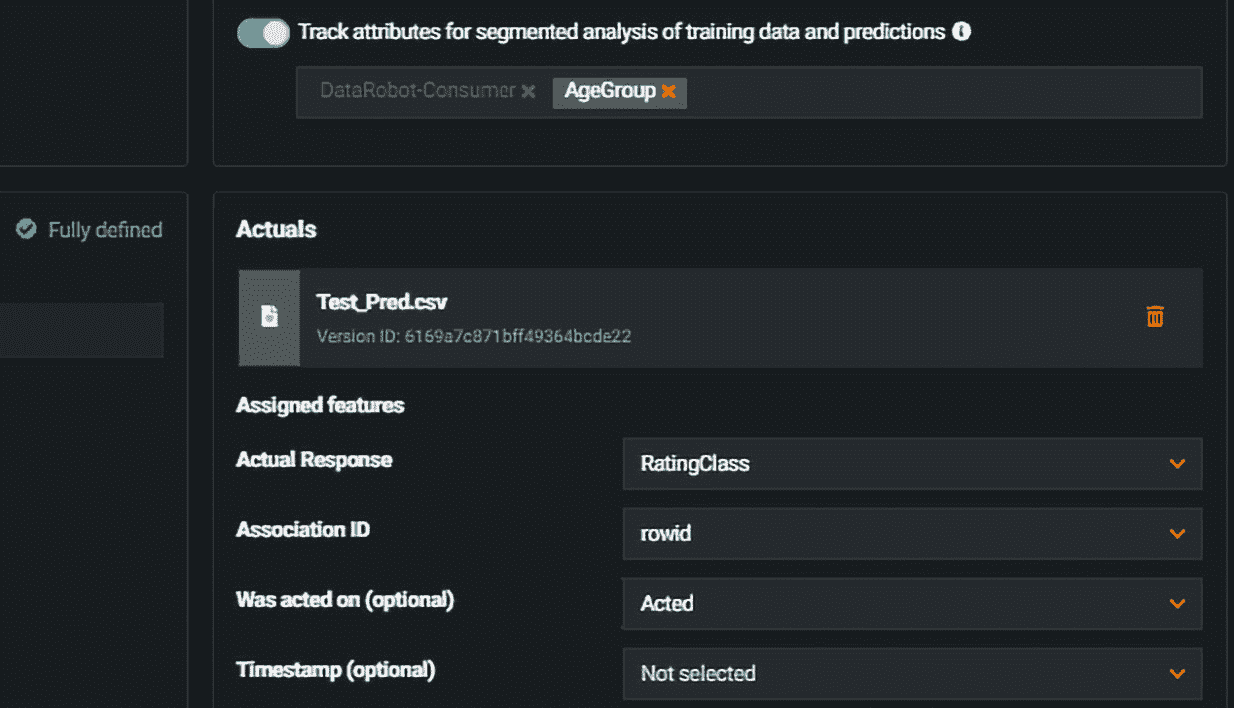 Track attributes for segmented analysis of training data and predictions
DataRobot-Consumer
AgeGroup
Fully defined
Actuals
Test_Pred.csv
Version ID: 6169a7c871bff49364bcde22
Assigned features
Actual Response
RatingClass
Association ID
rowid
Was acted on (optional)
Acted
Timestamp (optional)
Not selected